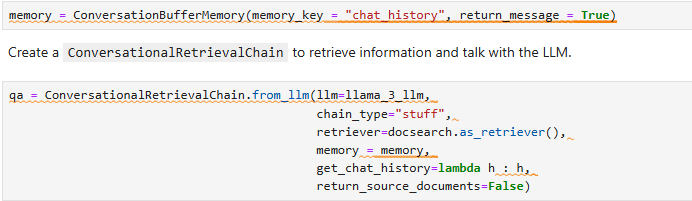 memory = ConversationBufferMemory(memory_key = "chat_history", return_message = True)
Create a ConversationalRetrievalChain to retrieve information and talk with the LLM.
qa = ConversationalRetrievalChain.from_llm(llm=llama_3_llm,
chain_type="stuff",
retriever=docsearch.as_retriever(),
memory = memory,
get_chat_history=lambda h : h,
return_source_documents=False)